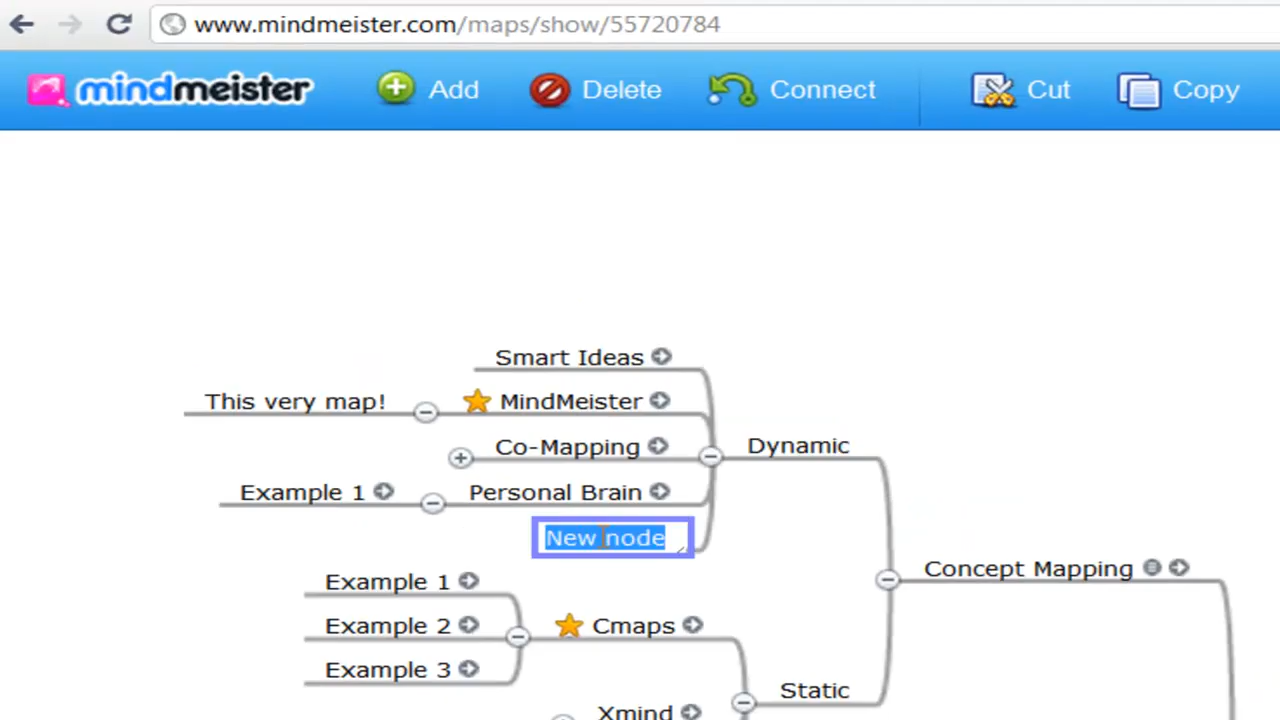 www.mindmeister.com/maps/show/55720784
mindmeister Add Delete Connect Cut Copy
Smart Ideas
This very map! MindMeister
Co-Mapping
Dynamic
Example 1 Personal Brain
New node
Concept Mapping
Example 1
Example 2 Cmaps
Example 3
Static
Xmind